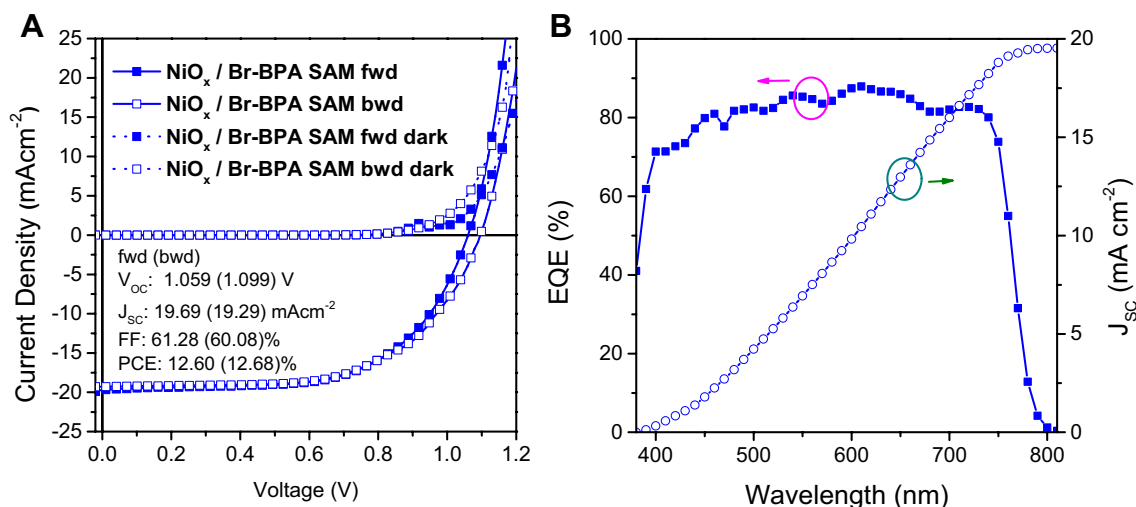 A
25
20
15
10
5
0
-5
-10
-15
-20
-25
Current Density (mAcm⁻²)
NiOₓ / Br-BPA SAM fwd
NiOₓ / Br-BPA SAM bwd
NiOₓ / Br-BPA SAM fwd dark
NiOₓ / Br-BPA SAM bwd dark
fwd (bwd)
V_OC: 1.059 (1.099) V
J_SC: 19.69 (19.29) mAcm⁻²
FF: 61.28 (60.08)%
PCE: 12.60 (12.68)%
0.0 0.2 0.4 0.6 0.8 1.0 1.2
Voltage (V)
B
100
80
60
40
20
0
EQE (%)
20
15
10
5
0
J_SC (mA cm⁻²)
400 500 600 700 800
Wavelength (nm)